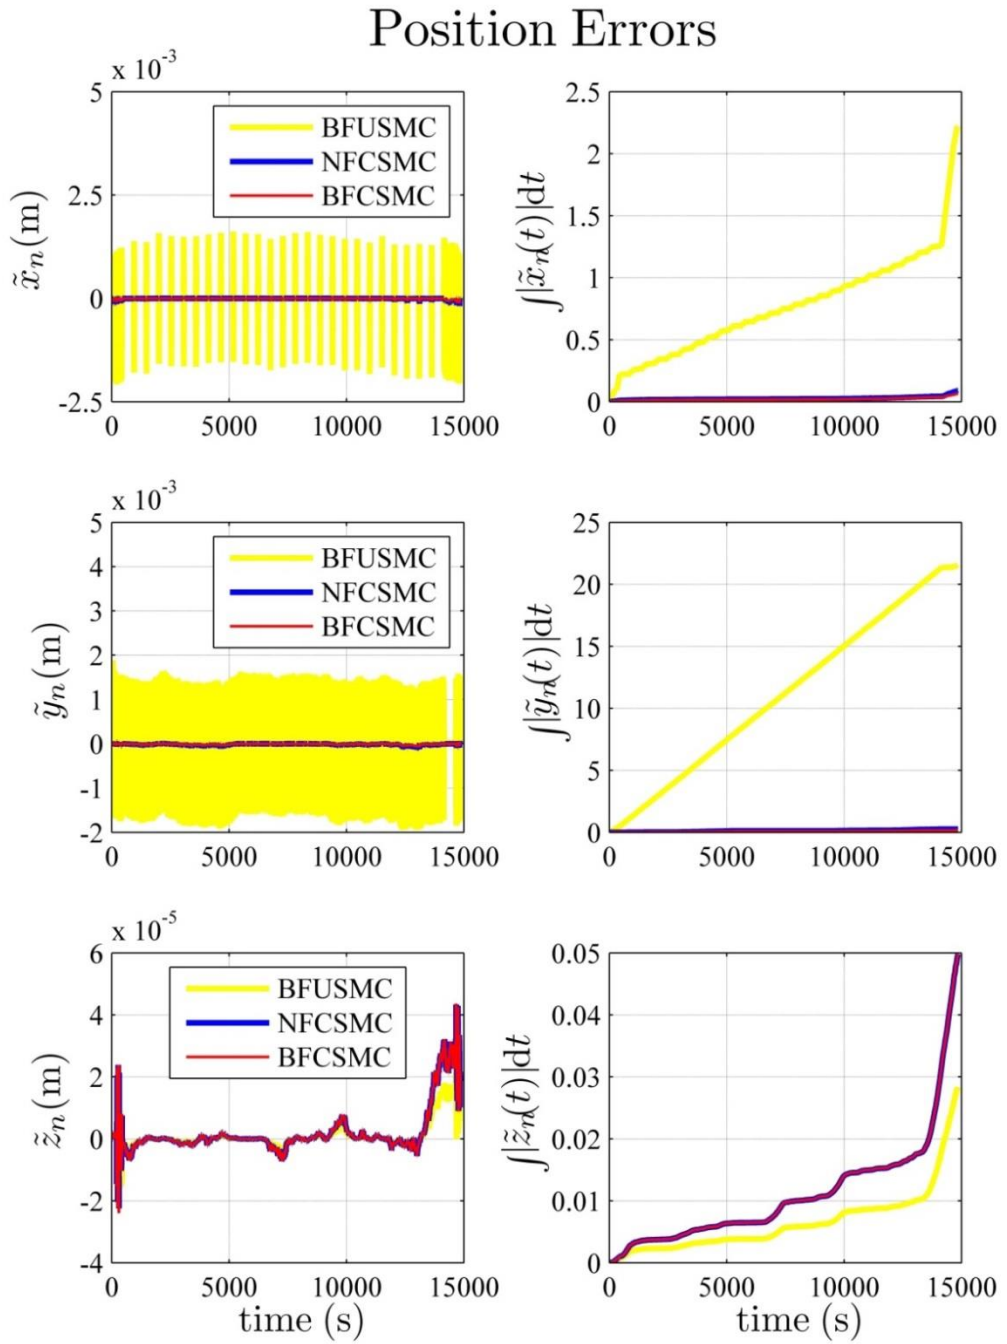 Position Errors
x 10⁻³
5
2.5
0
-2.5
x̃ₙ(m)
BFUSMC
NFCSMC
BFCSMC
0 5000 10000 15000
2.5
2
1.5
1
0.5
0
∫|x̃ₙ(t)|dt
0 5000 10000 15000
x 10⁻³
5
4
3
2
1
0
-1
-2
ỹₙ(m)
BFUSMC
NFCSMC
BFCSMC
0 5000 10000 15000
25
20
15
10
5
0
∫|ỹₙ(t)|dt
0 5000 10000 15000
x 10⁻⁵
6
4
2
0
-2
-4
z̃ₙ(m)
BFUSMC
NFCSMC
BFCSMC
0 5000 10000 15000
time (s)
0.05
0.04
0.03
0.02
0.01
0
∫|z̃ₙ(t)|dt
0 5000 10000 15000
time (s)